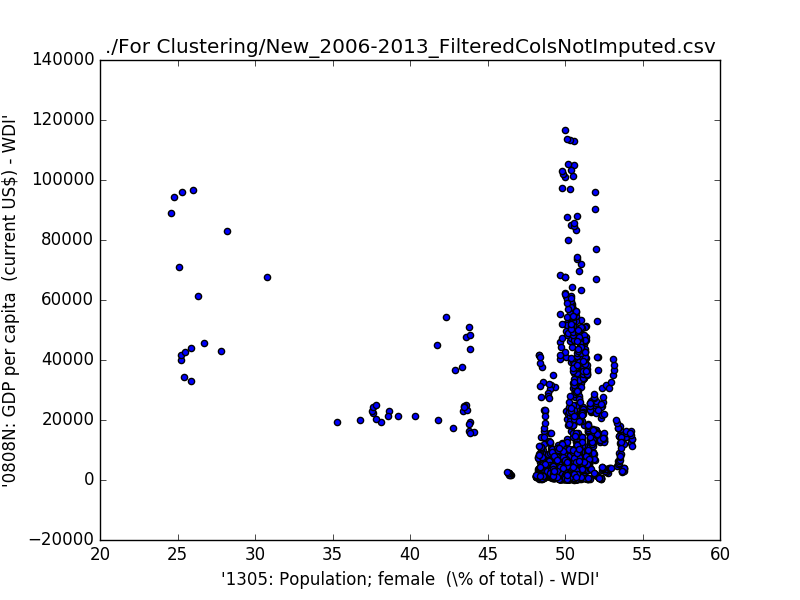 ./For Clustering/New_2006-2013_FilteredColsNotImputed.csv
'0808N: GDP per capita  (current US$) - WDI'
140000
120000
100000
80000
60000
40000
20000
0
−20000
20 25 30 35 40 45 50 55 60
'1305: Population; female  (\% of total) - WDI'